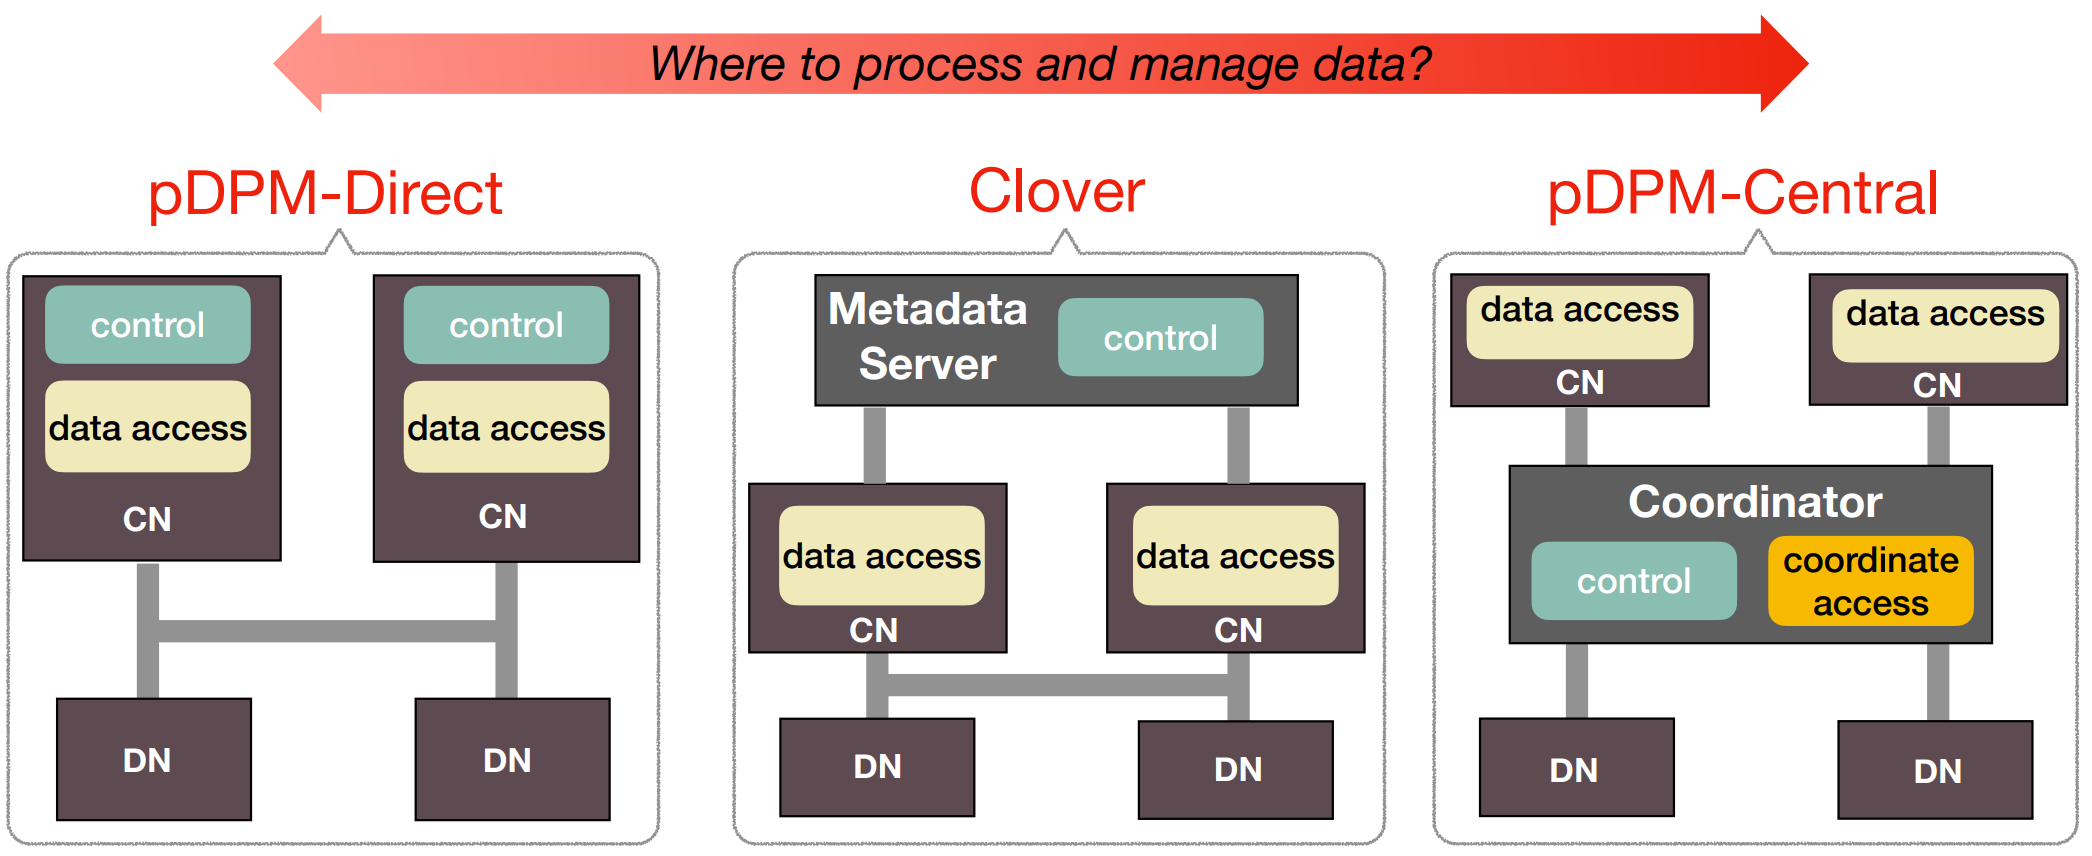 Where to process and manage data?
pDPM-Direct
control
data access
CN
control
data access
CN
DN
DN
Clover
Metadata
Server
control
data access
CN
data access
CN
DN
DN
pDPM-Central
data access
CN
data access
CN
Coordinator
control
coordinate
access
DN
DN